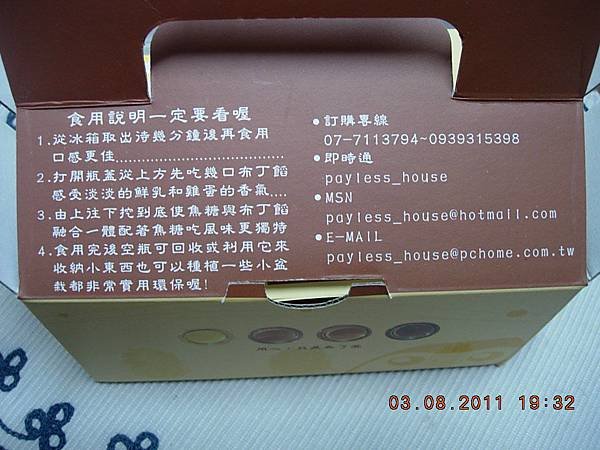 食用說明一定要看喔
1.從冰箱取出待幾分鐘後再食用
口感更佳......................................
2.打開瓶蓋從上方先吃幾口布丁餡
感受淡淡的鮮乳和雞蛋的香氣....
3.由上往下挖到底使焦糖與布丁餡
融合一體配著焦糖吃風味更獨特
4.食用完後空瓶可回收或利用它來
收納小東西也可以種植一些小盆
栽都非常實用環保喔!
•訂購專線
07-7113794~0939315398
•即時通
payless_house
•MSN
payless_house@hotmail.com
•E-MAIL
payless_house@pchome.com.tw
03.08.2011 19:32